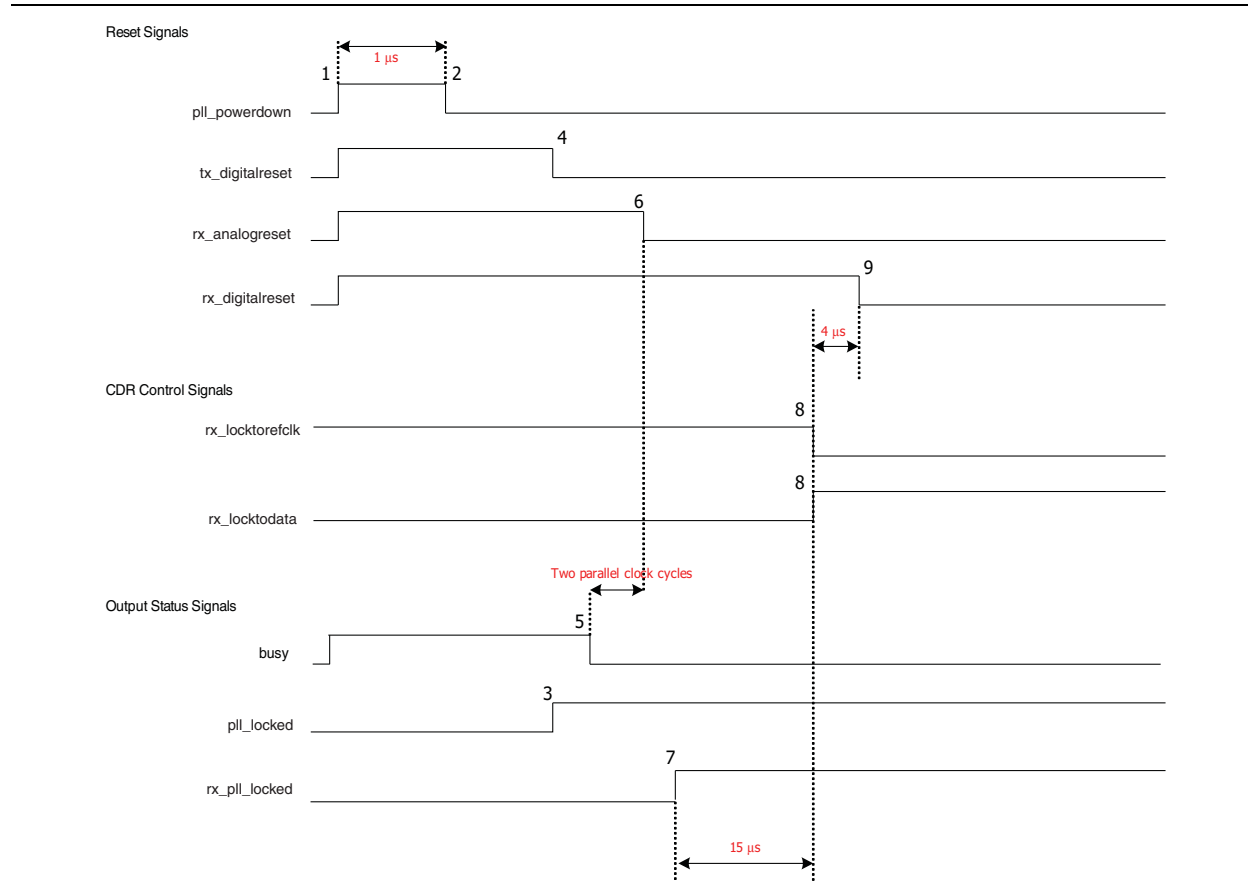 Reset Signals
1 μs
1
2
pll_powerdown
4
tx_digitalreset
6
rx_analogreset
9
rx_digitalreset
4 μs
CDR Control Signals
8
rx_locktorefclk
8
rx_locktodata
Two parallel clock cycles
Output Status Signals
5
busy
3
pll_locked
7
rx_pll_locked
15 μs